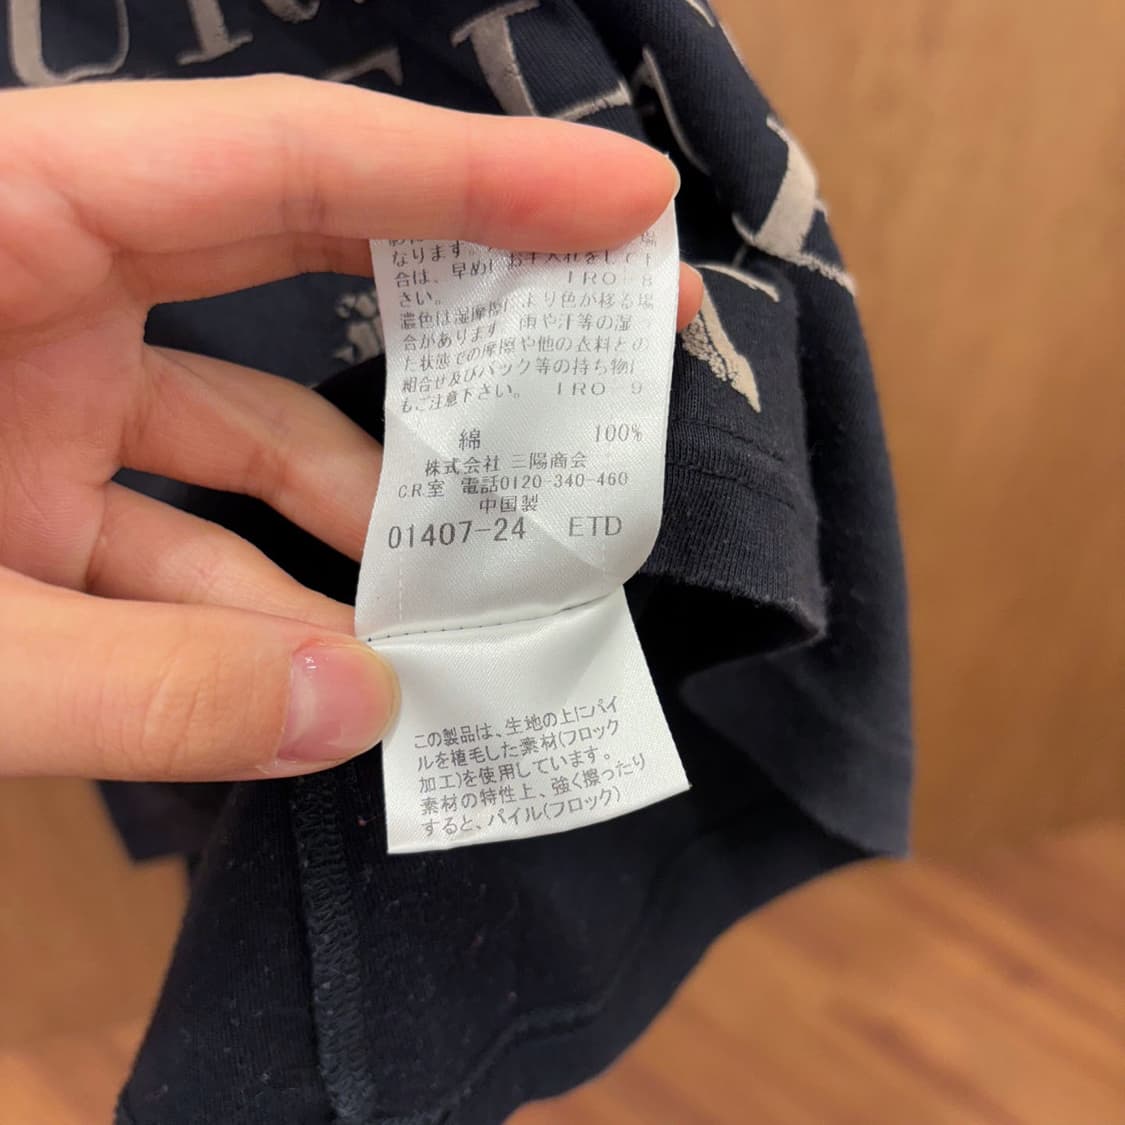 なります。
合は、早めにお手入れをして下
さい。 IRO 8
濃色は湿摩擦により色が移る場
合があります。雨や汗等の湿っ
た状態での摩擦や他の衣料との
組合せ及びバック等の持ち物に
もご注意下さい。 IRO 9
綿 100%
株式会社 三陽商会
C.R.室 電話0120-340-460
中国製
01407-24 ETD
この製品は、生地の上にパイ
ルを植毛した素材(フロック
加工)を使用しています。
素材の特性上、強く擦ったり
すると、パイル(フロック)